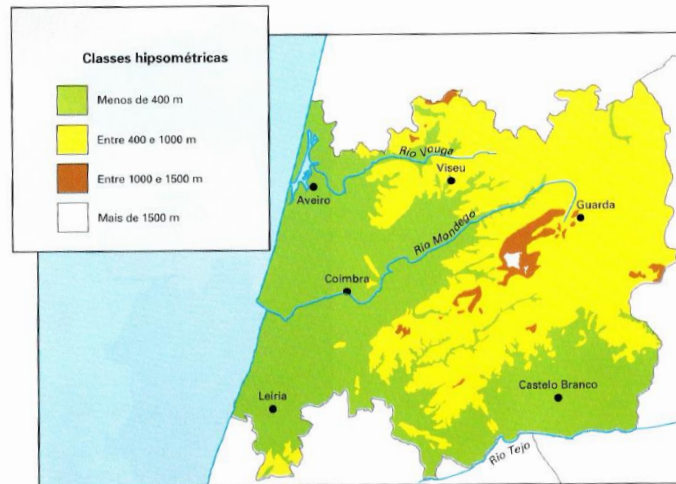 Classes hipsométricas
Menos de 400 m
Entre 400 e 1000 m
Entre 1000 e 1500 m
Mais de 1500 m
Rio Vouga
Viseu
Aveiro
Guarda
Rio Mondego
Coimbra
Castelo Branco
Leiria
Rio Tejo